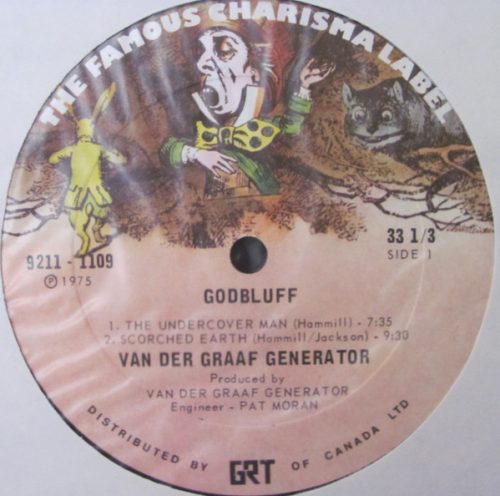 THE FAMOUS CHARISMA LABEL
9211 - 1109
℗ 1975
33 1/3
SIDE 1
GODBLUFF
1. THE UNDERCOVER MAN (Hammill) - 7:35
2. SCORCHED EARTH (Hammill/Jackson) - 9:30
VAN DER GRAAF GENERATOR
Produced by
VAN DER GRAAF GENERATOR
Engineer - PAT MORAN
DISTRIBUTED BY GRT OF CANADA LTD